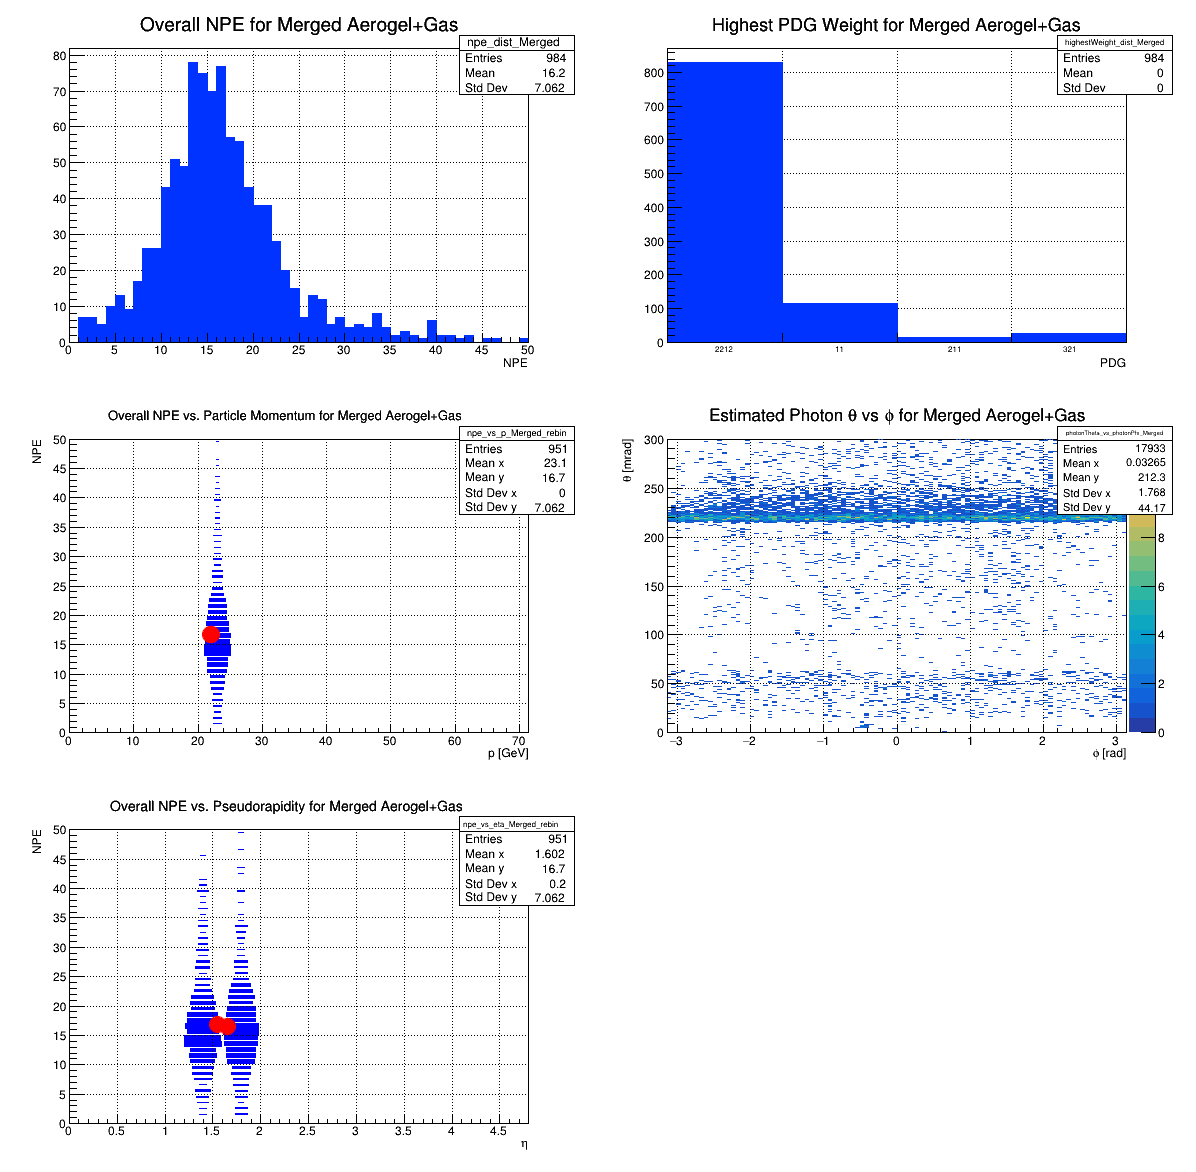 Overall NPE for Merged Aerogel+Gas
npe_dist_Merged
Entries 984
Mean 16.2
Std Dev 7.062
80
70
60
50
40
30
20
10
0
0 5 10 15 20 25 30 35 40 45 50
NPE
Highest PDG Weight for Merged Aerogel+Gas
highestWeight_dist_Merged
Entries 984
Mean 0
Std Dev 0
800
700
600
500
400
300
200
100
0
2212 11 211 321
PDG
Overall NPE vs. Particle Momentum for Merged Aerogel+Gas
npe_vs_p_Merged_rebin
Entries 951
Mean x 23.1
Mean y 16.7
Std Dev x 0
Std Dev y 7.062
NPE
50
45
40
35
30
25
20
15
10
5
0
0 10 20 30 40 50 60 70
p [GeV]
Estimated Photon θ vs ϕ for Merged Aerogel+Gas
photonTheta_vs_photonPhi_Merged
Entries 17933
Mean x 0.03265
Mean y 212.3
Std Dev x 1.768
Std Dev y 44.17
θ [mrad]
300
250
200
150
100
50
0
−3 −2 −1 0 1 2 3
ϕ [rad]
8
6
4
2
0
Overall NPE vs. Pseudorapidity for Merged Aerogel+Gas
npe_vs_eta_Merged_rebin
Entries 951
Mean x 1.602
Mean y 16.7
Std Dev x 0.2
Std Dev y 7.062
NPE
50
45
40
35
30
25
20
15
10
5
0
0 0.5 1 1.5 2 2.5 3 3.5 4 4.5
η